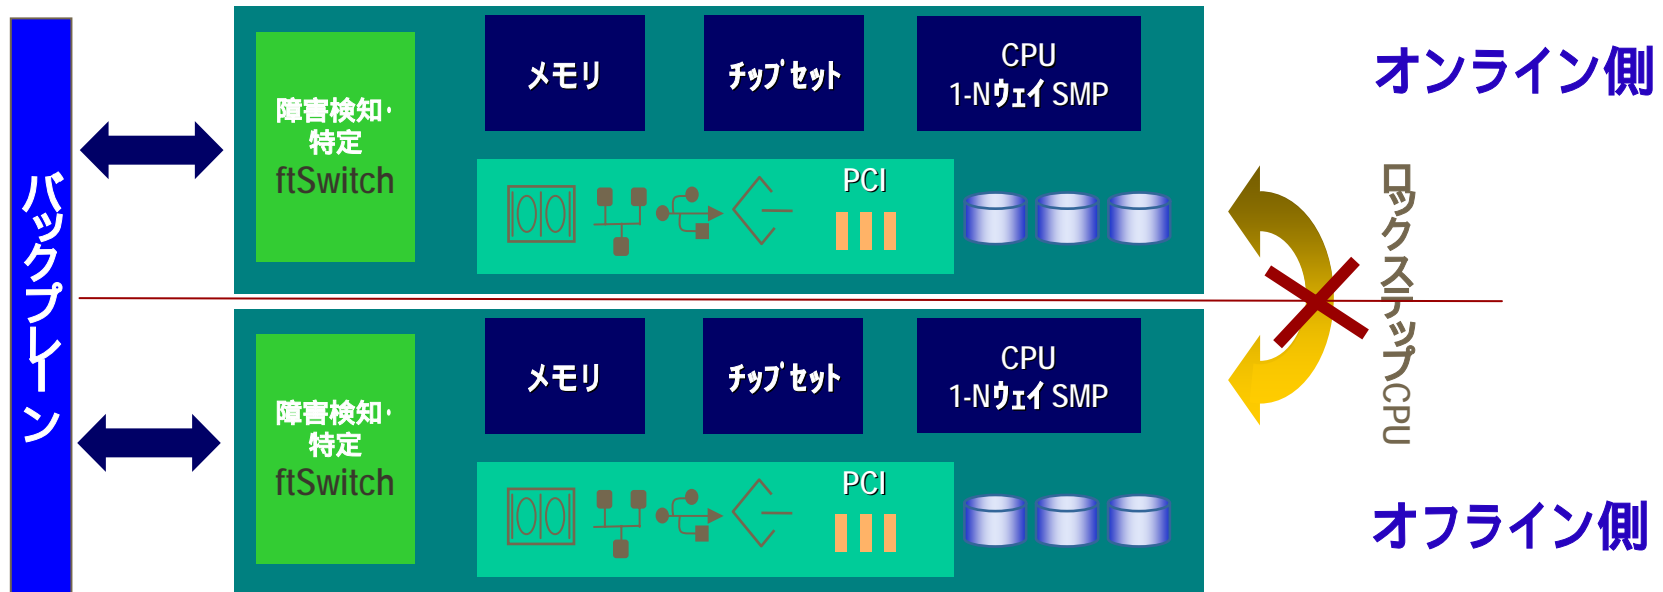 バックプレーン
障害検知・
特定
ftSwitch
メモリ
チップセット
CPU
1-Nウェイ SMP
PCI
オンライン側
ロックステップCPU
障害検知・
特定
ftSwitch
メモリ
チップセット
CPU
1-Nウェイ SMP
PCI
オフライン側